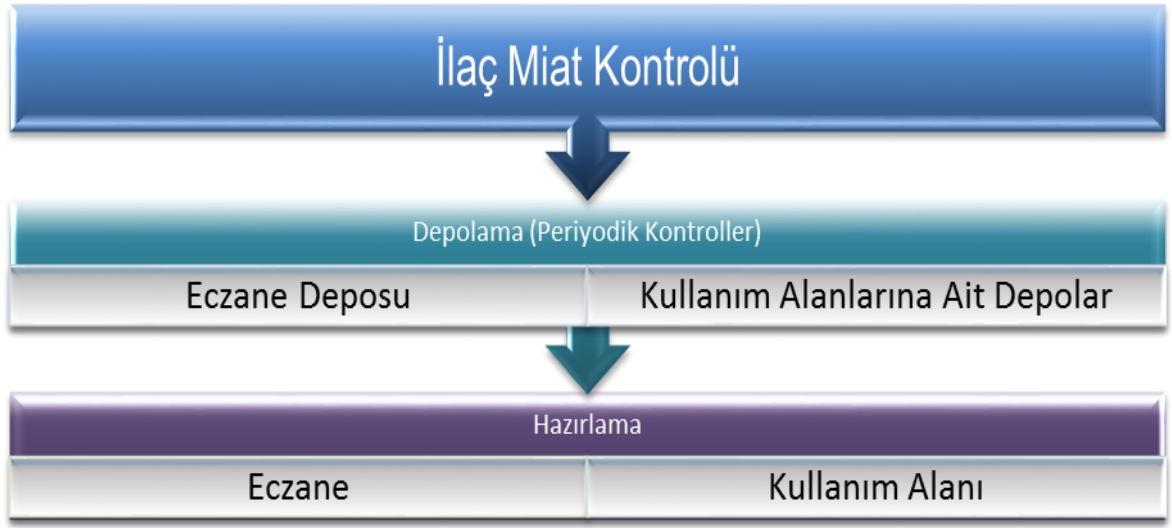 İlaç Miat Kontrolü
Depolama (Periyodik Kontroller)
Eczane Deposu
Kullanım Alanlarına Ait Depolar
Hazırlama
Eczane
Kullanım Alanı